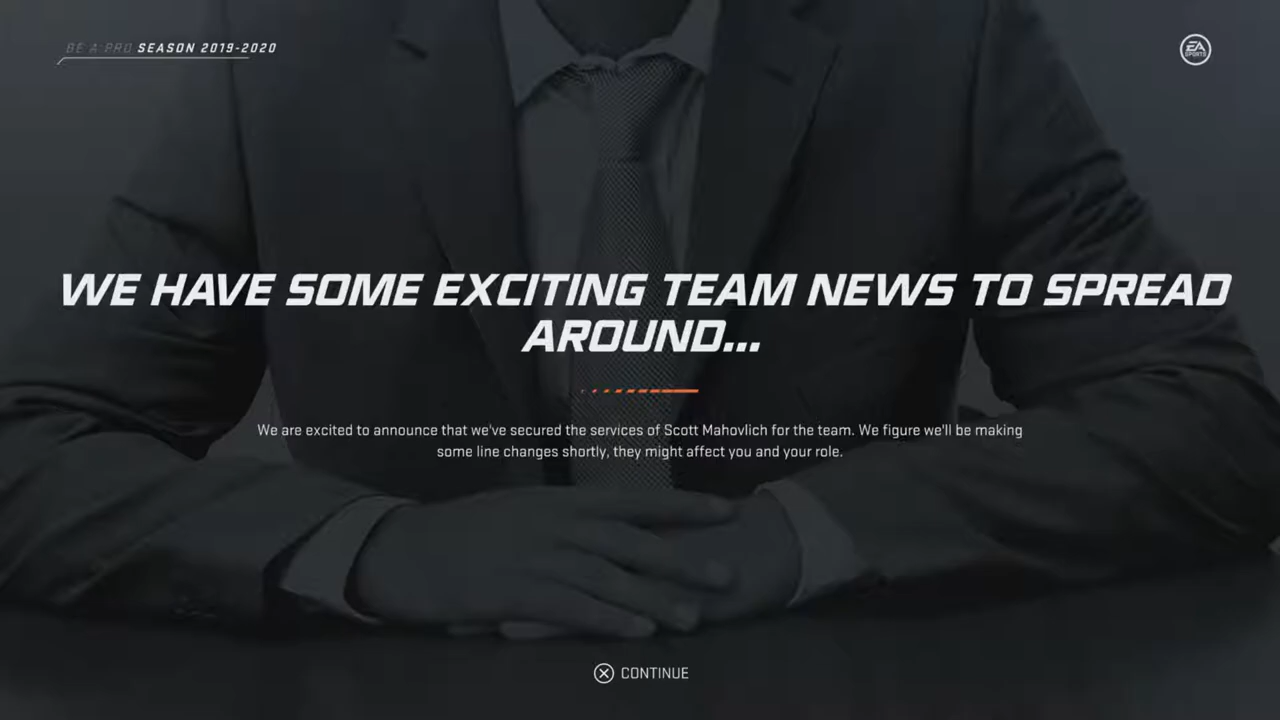 BE A PRO SEASON 2019-2020
EA
SPORTS
WE HAVE SOME EXCITING TEAM NEWS TO SPREAD
AROUND...
We are excited to announce that we've secured the services of Scott Mahovlich for the team. We figure we'll be making
some line changes shortly, they might affect you and your role.
CONTINUE